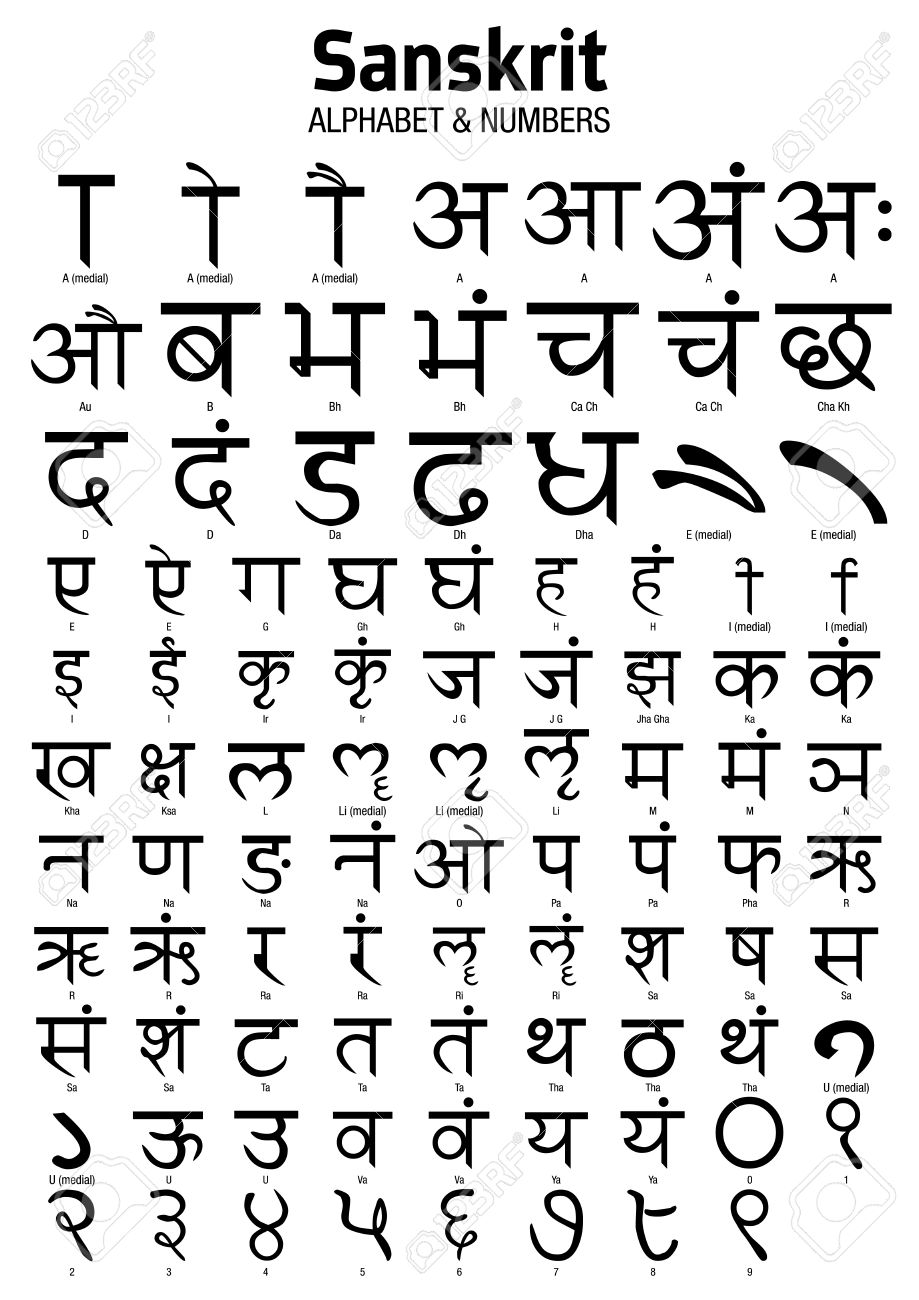 Sanskrit
ALPHABET & NUMBERS
ा ो ौ अ आ अं अः
A (medial) A (medial) A (medial) A A A A
औ ब भ भं च चं छ
Au B Bh Bh Ca Ch Ca Ch Cha Kh
द दं ड ढ ध
D D Da Dh Dha E (medial) E (medial)
ए ऐ ग घ घं ह हं
E E G Gh Gh H H I (medial) I (medial)
इ ई कृ कृं ज जं झ क कं
I I Ir Ir J G J G Jha Gha Ka Ka
ख क्ष ल ऌ म मं ञ
Kha Ksa L Li (medial) Li (medial) Li M M N
न ण ङ नं ओ प पं फ ऋ
Na Na Na Na O Pa Pa Pha R
ॠ ऋं र रं श ष स
R R Ra Ra Ri Ri Sa Sa Sa
सं शं ट त तं थ ठ थं
Sa Sa Ta Ta Ta Tha Tha Tha U (medial)
ऊ उ व वं य यं ० १
U (medial) U U Va Va Ya Ya 0 1
२ ३ ४ ५ ६ ७ ८ ९
2 3 4 5 6 7 8 9
123RF